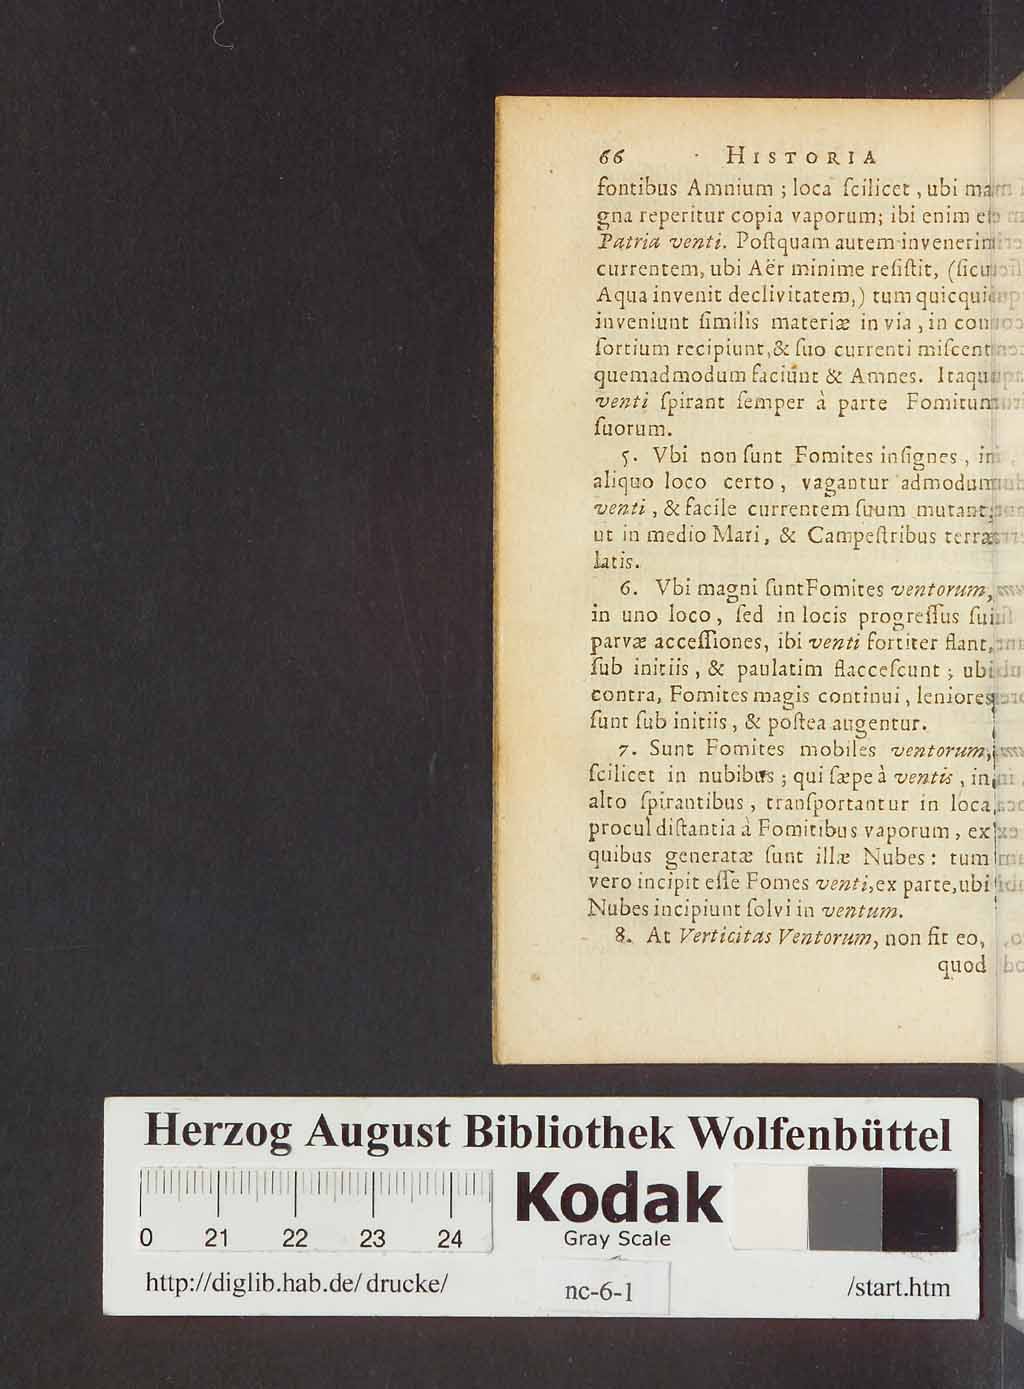 66 HISTORIA
fontibus Amnium ; loca ſcilicet , ubi ma
gna reperitur copia vaporum; ibi enim e
Patria venti. Poſtquam autem invenerin
currentem, ubi Aër minime reſiſtit, (ſicu
Aqua invenit declivitatem,) tum quicqui
inveniunt ſimilis materiæ in via , in con
ſortium recipiunt,& ſuo currenti miſcent
quemadmodum faciunt & Amnes. Itaqu
venti ſpirant ſemper à parte Fomitum
ſuorum.
5. Vbi non ſunt Fomites inſignes , in
aliquo loco certo , vagantur admodum
venti , & facile currentem ſuum mutant;
ut in medio Mari, & Campeſtribus terræ
latis.
6. Vbi magni ſuntFomites ventorum,
in uno loco , ſed in locis progreſſus ſui
parvæ acceſſiones, ibi venti fortiter flant,
ſub initiis , & paulatim flacceſcunt ; ubi
contra, Fomites magis continui , leniores
ſunt ſub initiis , & poſtea augentur.
7. Sunt Fomites mobiles ventorum,
ſcilicet in nubibus ; qui ſæpe à ventis , in
alto ſpirantibus , tranſportantur in loca,
procul diſtantia à Fomitibus vaporum , ex
quibus generatæ ſunt illæ Nubes : tum
vero incipit eſſe Fomes venti,ex parte,ubi
Nubes incipiunt ſolvi in ventum.
8. At Verticitas Ventorum, non fit eo,
quod
Herzog August Bibliothek Wolfenbüttel
0 21 22 23 24
Kodak
Gray Scale
http://diglib.hab.de/ drucke/ nc-6-1 /start.htm